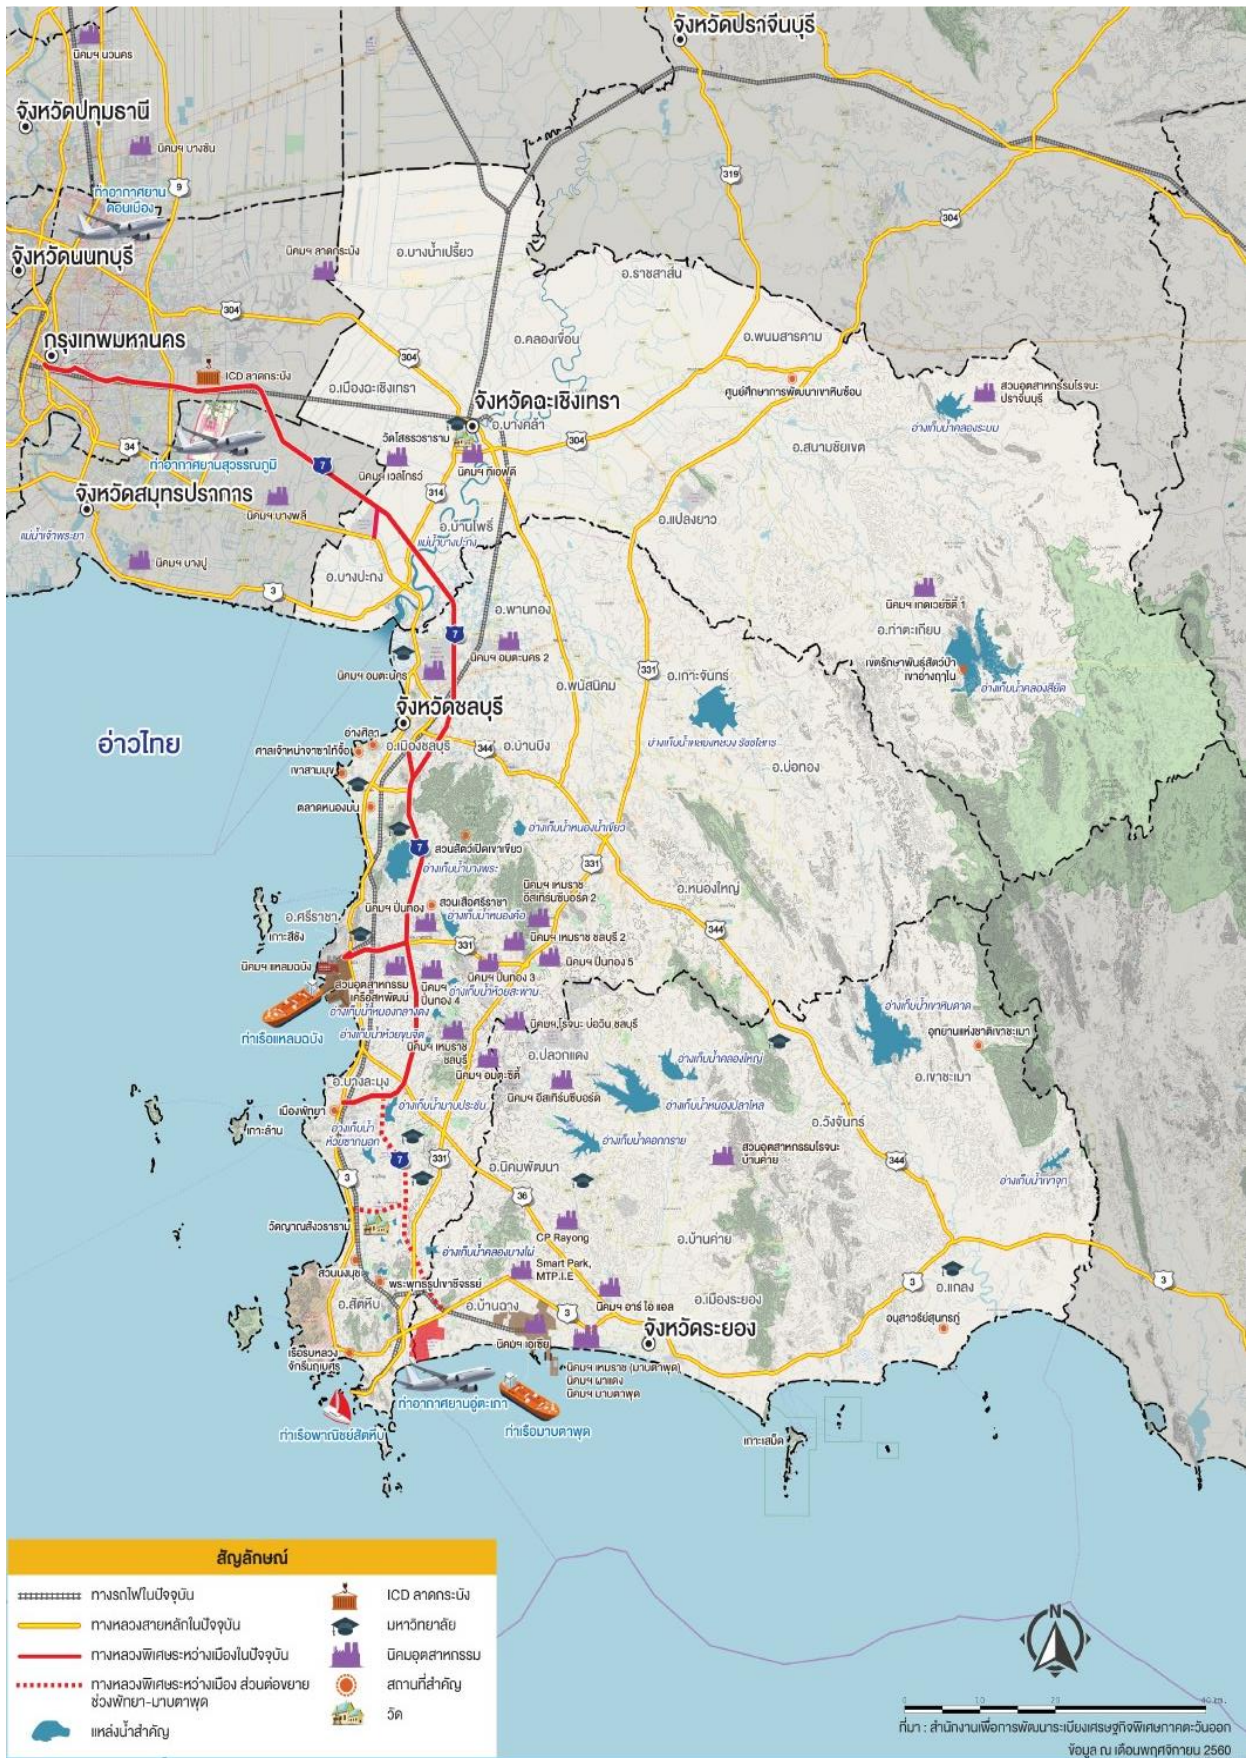 จังหวัดปราจีนบุรี
นิคมฯ นวนคร
จังหวัดปทุมธานี
นิคมฯ บางชัน
319
9
ท่าอากาศยาน
ดอนเมือง
304
จังหวัดนนทบุรี
นิคมฯ ลาดกระบัง
อ.บางน้ำเปรี้ยว
อ.ราชสาส์น
304
กรุงเทพมหานคร
อ.คลองเขื่อน
อ.พนมสารคาม
304
ICD ลาดกระบัง
อ.เมืองฉะเชิงเทรา
ศูนย์ศึกษาการพัฒนาเขาหินซ้อน
สวนอุตสาหกรรมโรจนะ
ปราจีนบุรี
จังหวัดฉะเชิงเทรา
อ.บางคล้า
อ่างเก็บน้ำคลองระบม
34
วัดโสธรวราราม
304
อ.สนามชัยเขต
ท่าอากาศยานสุวรรณภูมิ
7
นิคมฯ เวลโกรว์
นิคมฯ ทีเอฟดี
จังหวัดสมุทรปราการ
นิคมฯ บางพลี
314
อ.บ้านโพธิ์
อ.แปลงยาว
แม่น้ำเจ้าพระยา
แม่น้ำบางปะกง
นิคมฯ บางปู
อ.บางปะกง
3
อ.พานทอง
นิคมฯ เกตเวย์ซิตี้ 1
7
อ.ท่าตะเกียบ
นิคมฯ อมตะนคร 2
นิคมฯ อมตะนคร
331
อ.เกาะจันทร์
เขตรักษาพันธุ์สัตว์ป่า
เขาอ่างฤาไน
อ่างเก็บน้ำคลองสียัด
อ.พนัสนิคม
จังหวัดชลบุรี
อ่าวไทย
อ่างศิลา
อ.เมืองชลบุรี
344
อ.บ้านบึง
อ่างเก็บน้ำคลองหลวง รัชชโลทร
ศาลเจ้าหน่าจาซาไท้จื้อ
เขาสามมุข
อ.บ่อทอง
ตลาดหนองมน
อ่างเก็บน้ำหนองน้ำเขียว
7
สวนสัตว์เปิดเขาเขียว
331
อ่างเก็บน้ำบางพระ
นิคมฯ เหมราช
อีสเทิร์นซีบอร์ด 2
อ.หนองใหญ่
อ.ศรีราชา
นิคมฯ ปิ่นทอง
สวนเสือศรีราชา
อ่างเก็บน้ำหนองค้อ
344
เกาะสีชัง
331
นิคมฯ เหมราช ชลบุรี 2
นิคมฯ แหลมฉบัง
นิคมฯ ปิ่นทอง 5
นิคมฯ ปิ่นทอง 3
สวนอุตสาหกรรม
เครือสหพัฒน์
นิคมฯ
ปิ่นทอง 4
อ่างเก็บน้ำห้วยสะพาน
อ่างเก็บน้ำหนองกลางดง
อ่างเก็บน้ำเขาหินดาด
ท่าเรือแหลมฉบัง
อ่างเก็บน้ำห้วยขุนจิต
นิคมฯ โรจนะ บ่อวิน ชลบุรี
อุทยานแห่งชาติเขาชะเมา
นิคมฯ เหมราช
ชลบุรี
อ.ปลวกแดง
อ่างเก็บน้ำคลองใหญ่
นิคมฯ อมตะซิตี้
อ.เขาชะเมา
อ.บางละมุง
นิคมฯ อีสเทิร์นซีบอร์ด
เมืองพัทยา
อ่างเก็บน้ำมาบประชัน
อ่างเก็บน้ำหนองปลาไหล
อ.วังจันทร์
เกาะล้าน
อ่างเก็บน้ำ
ห้วยซากนอก
อ่างเก็บน้ำดอกกราย
สวนอุตสาหกรรมโรจนะ
บ้านค่าย
7
331
344
3
อ.นิคมพัฒนา
อ่างเก็บน้ำเขาจุก
36
วัดญาณสังวราราม
CP Rayong
อ.บ้านค่าย
อ่างเก็บน้ำคลองบางไผ่
Smart Park,
MTP.I.E
สวนนงนุช
พระพุทธรูปเขาชีจรรย์
3
3
อ.แกลง
อ.สัตหีบ
อ.บ้านฉาง
นิคมฯ อาร์ ไอ แอล
อ.เมืองระยอง
3
อนุสาวรีย์สุนทรภู่
จังหวัดระยอง
นิคมฯ เอเซีย
เรือรบหลวง
จักรีนฤเบศร
นิคมฯ เหมราช (มาบตาพุด)
นิคมฯ ผาแดง
นิคมฯ มาบตาพุด
ท่าอากาศยานอู่ตะเภา
ท่าเรือพาณิชย์สัตหีบ
ท่าเรือมาบตาพุด
เกาะเสม็ด
สัญลักษณ์
ทางรถไฟในปัจจุบัน
ทางหลวงสายหลักในปัจจุบัน
ทางหลวงพิเศษระหว่างเมืองในปัจจุบัน
ทางหลวงพิเศษระหว่างเมือง ส่วนต่อขยาย
ช่วงพัทยา-มาบตาพุด
แหล่งน้ำสำคัญ
ICD ลาดกระบัง
มหาวิทยาลัย
นิคมอุตสาหกรรม
สถานที่สำคัญ
วัด
N
0 10 20 40 กม.
ที่มา : สำนักงานเพื่อการพัฒนาระเบียงเศรษฐกิจพิเศษภาคตะวันออก
ข้อมูล ณ เดือนพฤศจิกายน 2560